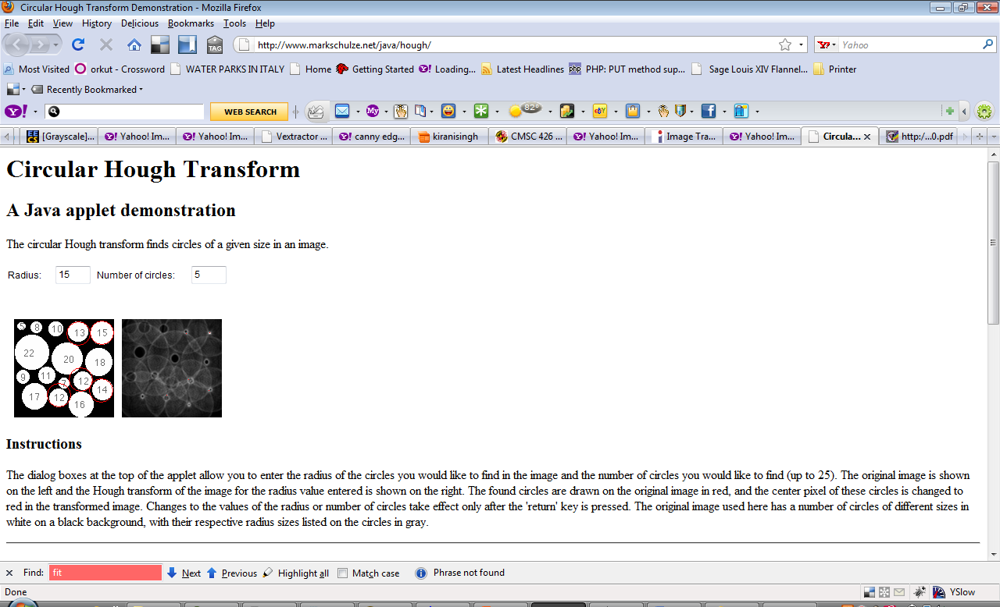 Circular Hough Transform Demonstration - Mozilla Firefox
File Edit View History Delicious Bookmarks Tools Help
TAG http://www.markschulze.net/java/hough/ Yahoo
Most Visited orkut - Crossword WATER PARKS IN ITALY Home Getting Started Loading... Latest Headlines php PHP: PUT method sup... Sage Louis XIV Flannel... Printer
Recently Bookmarked
Y! WEB SEARCH My 82° eBY
EECS [Grayscale]... Yahoo! Im... Yahoo! Im... Vextractor ... canny edg... kiranisingh CMSC 426 ... Yahoo! Im... Image Tra... Yahoo! Im... Circula... http:/...0.pdf
Circular Hough Transform
A Java applet demonstration
The circular Hough transform finds circles of a given size in an image.
Radius: 15 Number of circles: 5
5 8 10 13 15
22 20 18
9 11 7 12
17 12 14
16
Instructions
The dialog boxes at the top of the applet allow you to enter the radius of the circles you would like to find in the image and the number of circles you would like to find (up to 25). The original image is shown
on the left and the Hough transform of the image for the radius value entered is shown on the right. The found circles are drawn on the original image in red, and the center pixel of these circles is changed to
red in the transformed image. Changes to the values of the radius or number of circles take effect only after the 'return' key is pressed. The original image used here has a number of circles of different sizes in
white on a black background, with their respective radius sizes listed on the circles in gray.
Find: fit Next Previous Highlight all Match case Phrase not found
Done YSlow